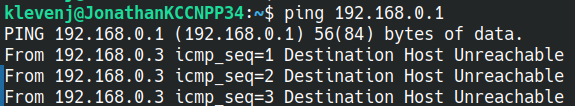 klevenj@JonathanKCCNPP34:~$ ping 192.168.0.1
PING 192.168.0.1 (192.168.0.1) 56(84) bytes of data.
From 192.168.0.3 icmp_seq=1 Destination Host Unreachable
From 192.168.0.3 icmp_seq=2 Destination Host Unreachable
From 192.168.0.3 icmp_seq=3 Destination Host Unreachable